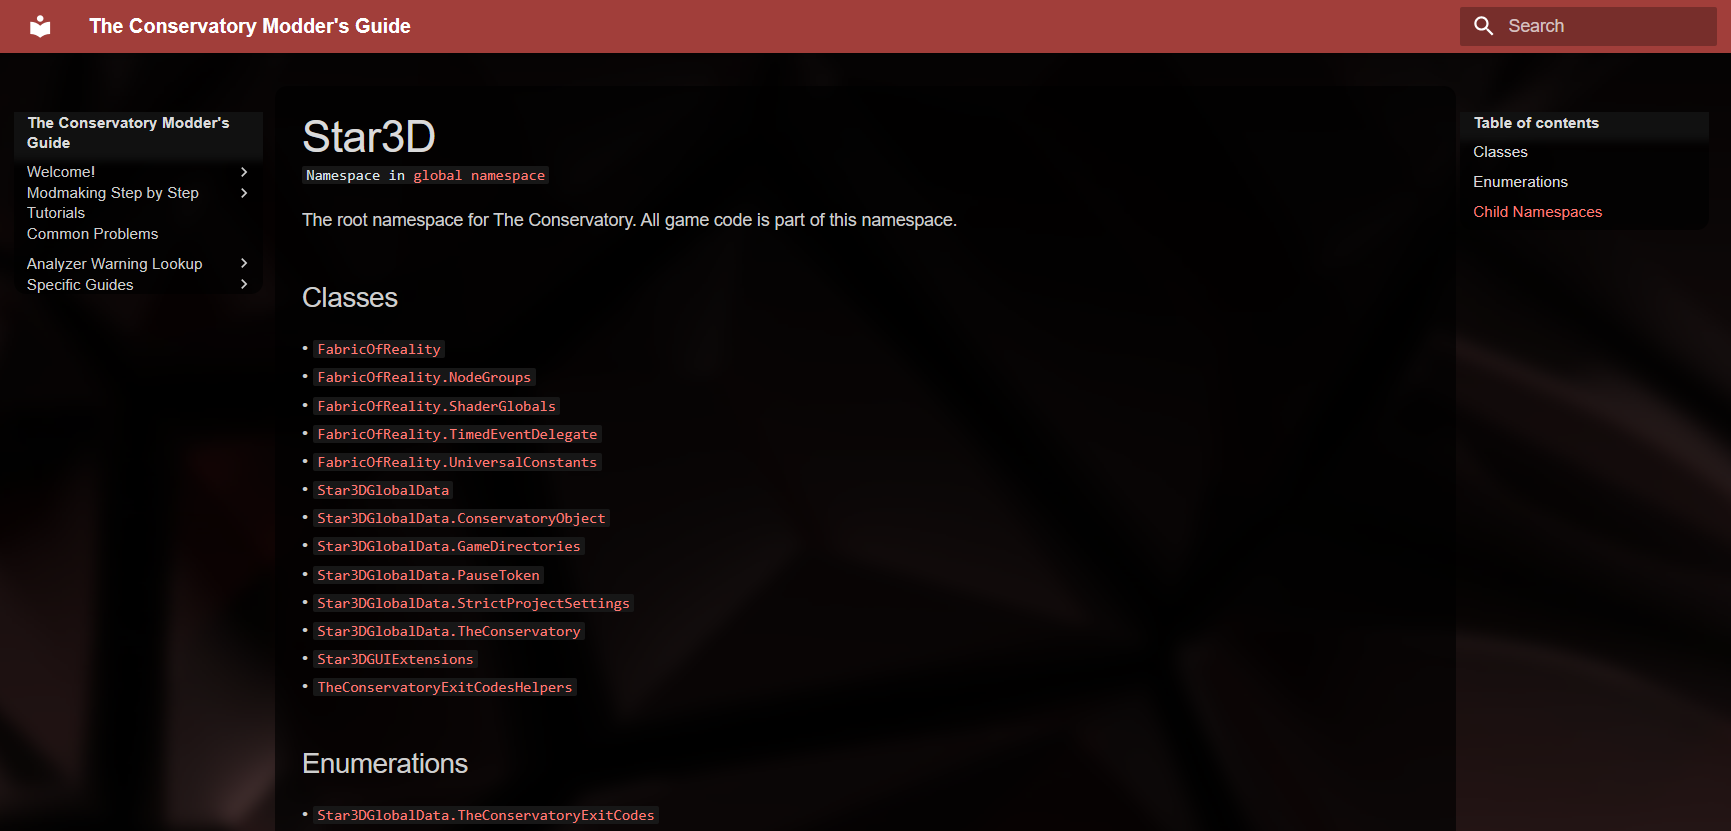 The Conservatory Modder's Guide
Search
The Conservatory Modder's
Guide
Welcome!
Modmaking Step by Step
Tutorials
Common Problems
Analyzer Warning Lookup
Specific Guides
Star3D
Namespace in global namespace
The root namespace for The Conservatory. All game code is part of this namespace.
Classes
• FabricOfReality
• FabricOfReality.NodeGroups
• FabricOfReality.ShaderGlobals
• FabricOfReality.TimedEventDelegate
• FabricOfReality.UniversalConstants
• Star3DGlobalData
• Star3DGlobalData.ConservatoryObject
• Star3DGlobalData.GameDirectories
• Star3DGlobalData.PauseToken
• Star3DGlobalData.StrictProjectSettings
• Star3DGlobalData.TheConservatory
• Star3DGUIExtensions
• TheConservatoryExitCodesHelpers
Enumerations
• Star3DGlobalData.TheConservatoryExitCodes
Table of contents
Classes
Enumerations
Child Namespaces